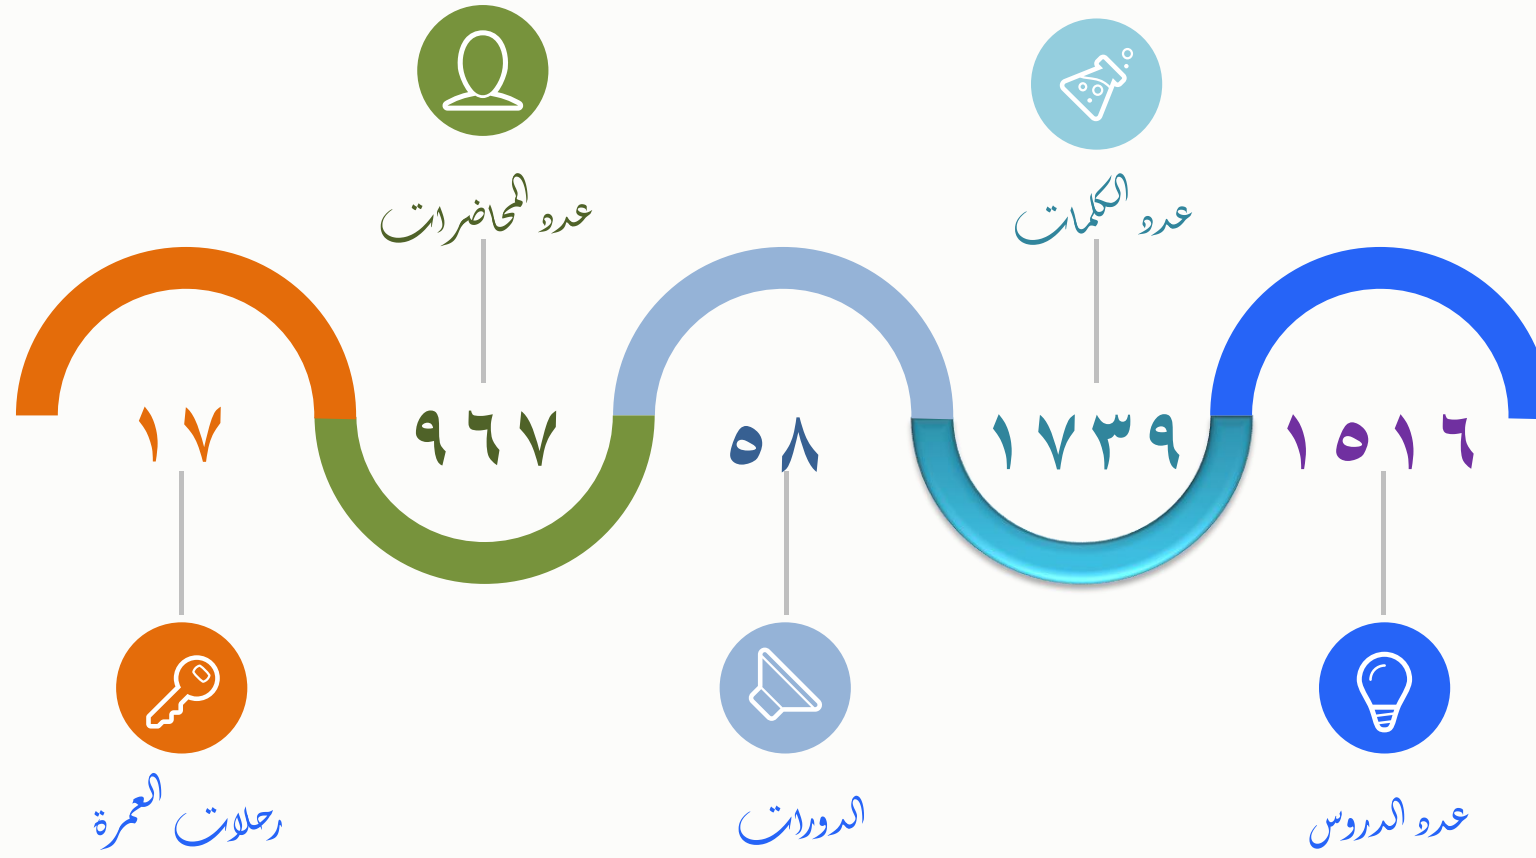 عدد الدروس
١٥١٦
عدد الكلمات
١٧٣٩
الدورات
٥٨
عدد المحاضرات
٩٦٧
رحلات العمرة
١٧